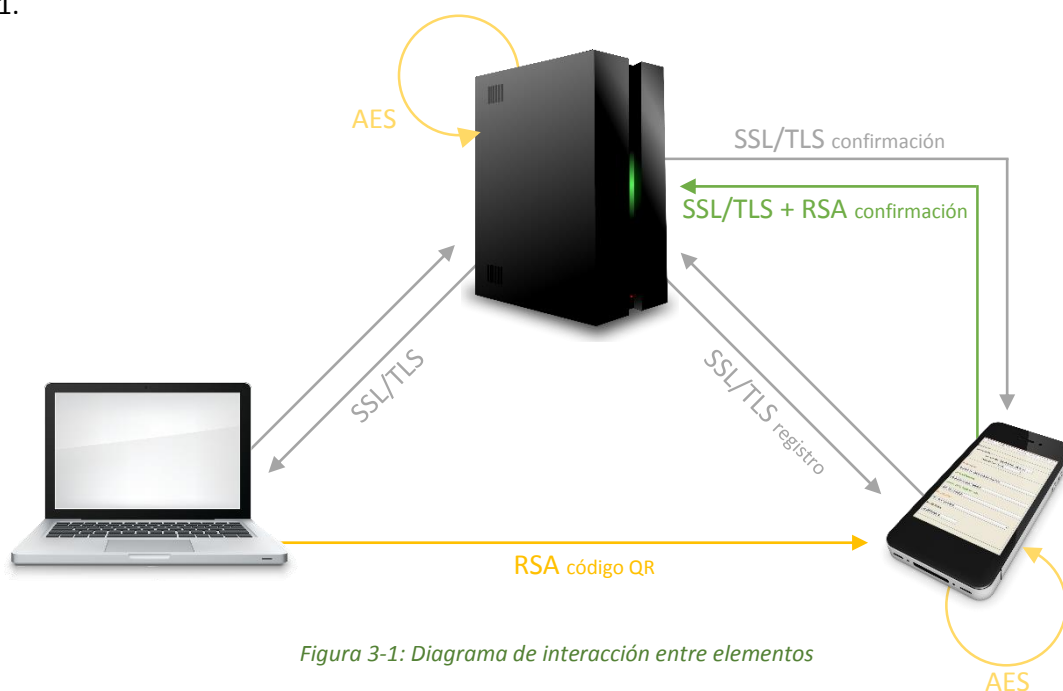 1.
AES
SSL/TLS confirmación
SSL/TLS + RSA confirmación
SSL/TLS
SSL/TLS registro
RSA código QR
Figura 3-1: Diagrama de interacción entre elementos
AES